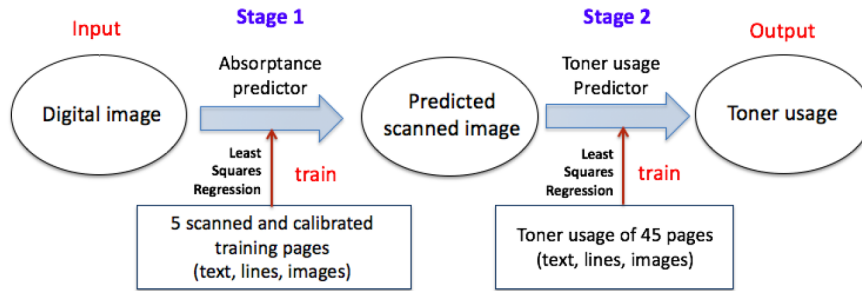 Stage 1
Stage 2
Input
Output
Absorptance
predictor
Toner usage
Predictor
Digital image
Predicted
scanned image
Toner usage
Least
Squares
Regression
train
Least
Squares
Regression
train
5 scanned and calibrated
training pages
(text, lines, images)
Toner usage of 45 pages
(text, lines, images)